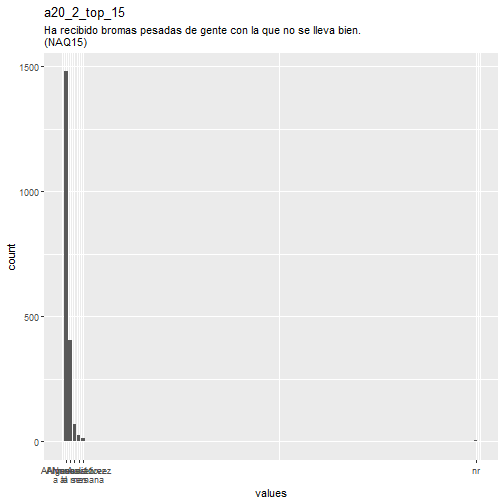 a20_2_top_15
Ha recibido bromas pesadas de gente con la que no se lleva bien.
(NAQ15)
1500
1000
500
0
count
nr
values